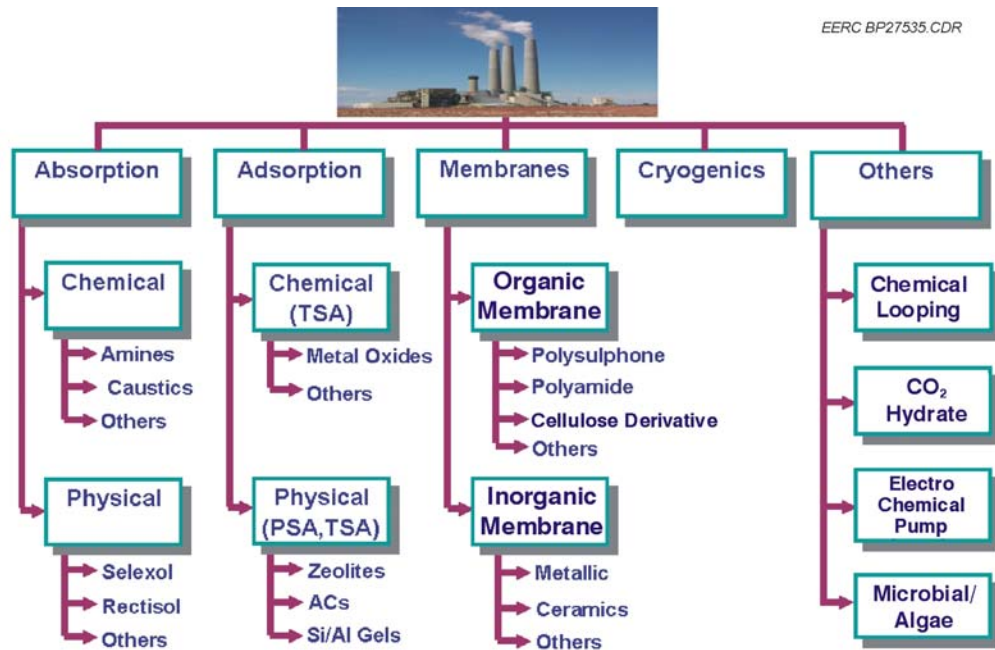 EERC BP27535.CDR
Absorption
Adsorption
Membranes
Cryogenics
Others
Chemical
Amines
Caustics
Others
Physical
Selexol
Rectisol
Others
Chemical
(TSA)
Metal Oxides
Others
Physical
(PSA,TSA)
Zeolites
ACs
Si/Al Gels
Organic
Membrane
Polysulphone
Polyamide
Cellulose Derivative
Others
Inorganic
Membrane
Metallic
Ceramics
Others
Chemical
Looping
CO₂
Hydrate
Electro
Chemical
Pump
Microbial/
Algae